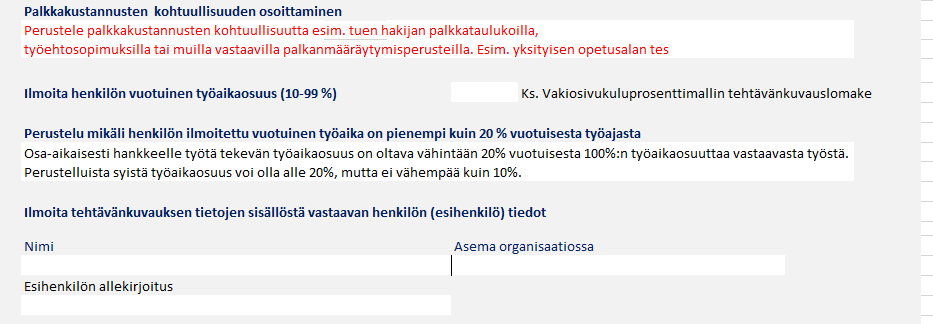 Palkkakustannusten kohtuullisuuden osoittaminen
Perustele palkkakustannusten kohtuullisuutta esim. tuen hakijan palkkataulukoilla,
työehtosopimuksilla tai muilla vastaavilla palkanmääräytymisperusteilla. Esim. yksityisen opetusalan tes
Ilmoita henkilön vuotuinen työaikaosuus (10-99 %)
Ks. Vakiosivukuluprosenttimallin tehtävänkuvauslomake
Perustelu mikäli henkilön ilmoitettu vuotuinen työaika on pienempi kuin 20 % vuotuisesta työajasta
Osa-aikaisesti hankkeelle työtä tekevän työaikaosuus on oltava vähintään 20% vuotuisesta 100%:n työaikaosuuttaa vastaavasta työstä.
Perustelluista syistä työaikaosuus voi olla alle 20%, mutta ei vähempää kuin 10%.
Ilmoita tehtävänkuvauksen tietojen sisällöstä vastaavan henkilön (esihenkilö) tiedot
Nimi
Asema organisaatiossa
Esihenkilön allekirjoitus